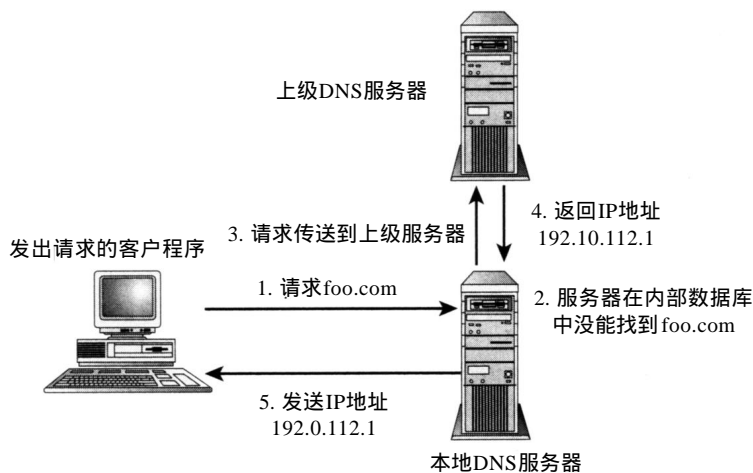 上级DNS服务器
3. 请求传送到上级服务器
4. 返回IP地址
192.10.112.1
发出请求的客户程序
1. 请求foo.com
2. 服务器在内部数据库
中没能找到foo.com
5. 发送IP地址
192.0.112.1
本地DNS服务器